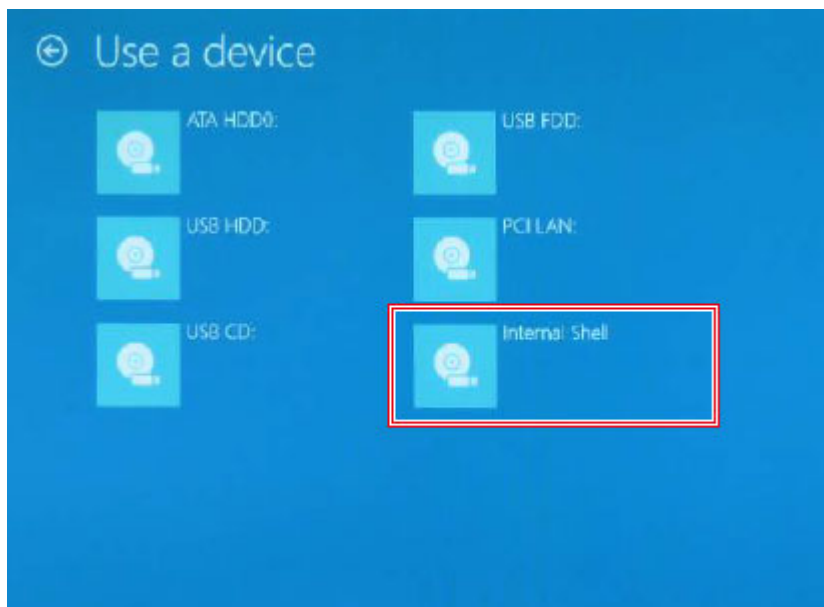 Use a device
ATA HDD0:
USB HDD:
USB CD:
USB FDD:
PCI LAN:
Internal Shell